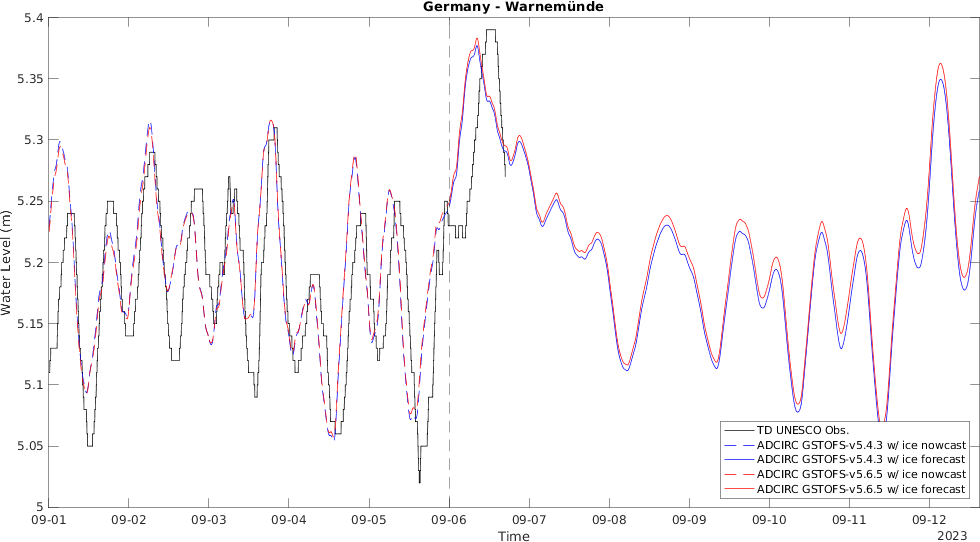 Germany - Warnemünde
5.4
5.35
5.3
5.25
5.2
5.15
5.1
5.05
5
Water Level (m)
TD UNESCO Obs.
ADCIRC GSTOFS-v5.4.3 w/ ice nowcast
ADCIRC GSTOFS-v5.4.3 w/ ice forecast
ADCIRC GSTOFS-v5.6.5 w/ ice nowcast
ADCIRC GSTOFS-v5.6.5 w/ ice forecast
09-01 09-02 09-03 09-04 09-05 09-06 09-07 09-08 09-09 09-10 09-11 09-12
Time
2023